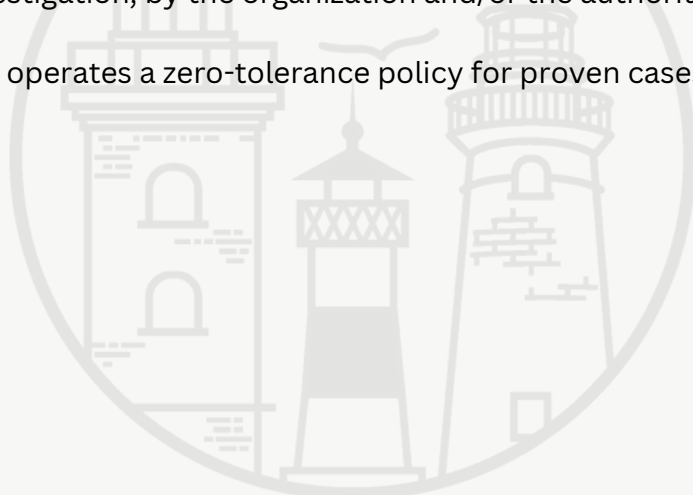 by the organization and/or the
operates a zero-tolerance policy for proven